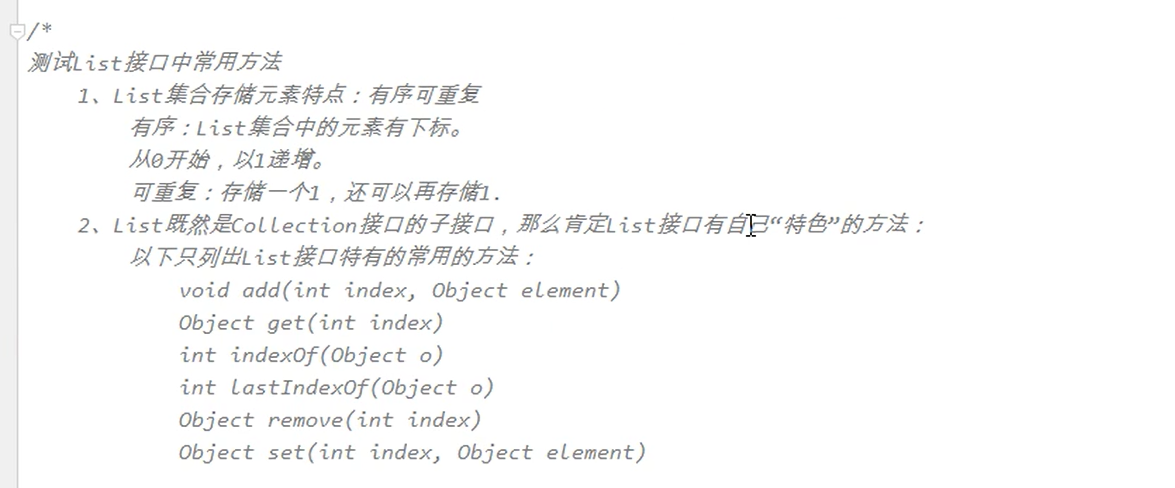 /*
测试List接口中常用方法
1、List集合存储元素特点：有序可重复
有序：List集合中的元素有下标。
从0开始，以1递增。
可重复：存储一个1，还可以再存储1.
2、List既然是Collection接口的子接口，那么肯定List接口有自己“特色”的方法：
以下只列出List接口特有的常用的方法：
void add(int index, Object element)
Object get(int index)
int indexOf(Object o)
int lastIndexOf(Object o)
Object remove(int index)
Object set(int index, Object element)